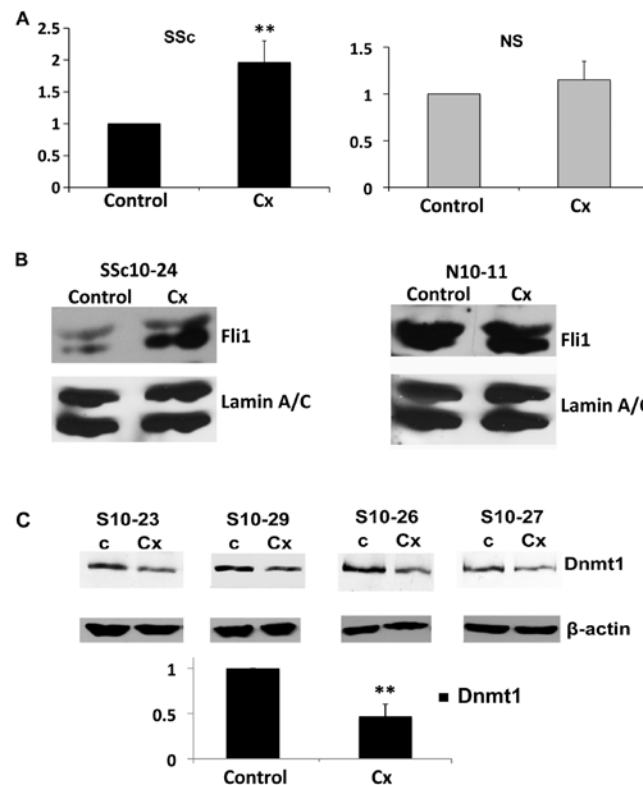 A
SSc
**
2.5
2
1.5
1
0.5
0
Control Cx
NS
1.5
1
0.5
0
Control Cx
B
SSc10-24
Control Cx
Fli1
Lamin A/C
N10-11
Control Cx
Fli1
Lamin A/C
C
S10-23 S10-29 S10-26 S10-27
c Cx c Cx c Cx c Cx
Dnmt1
β-actin
1
0.5
0
**
Dnmt1
Control Cx